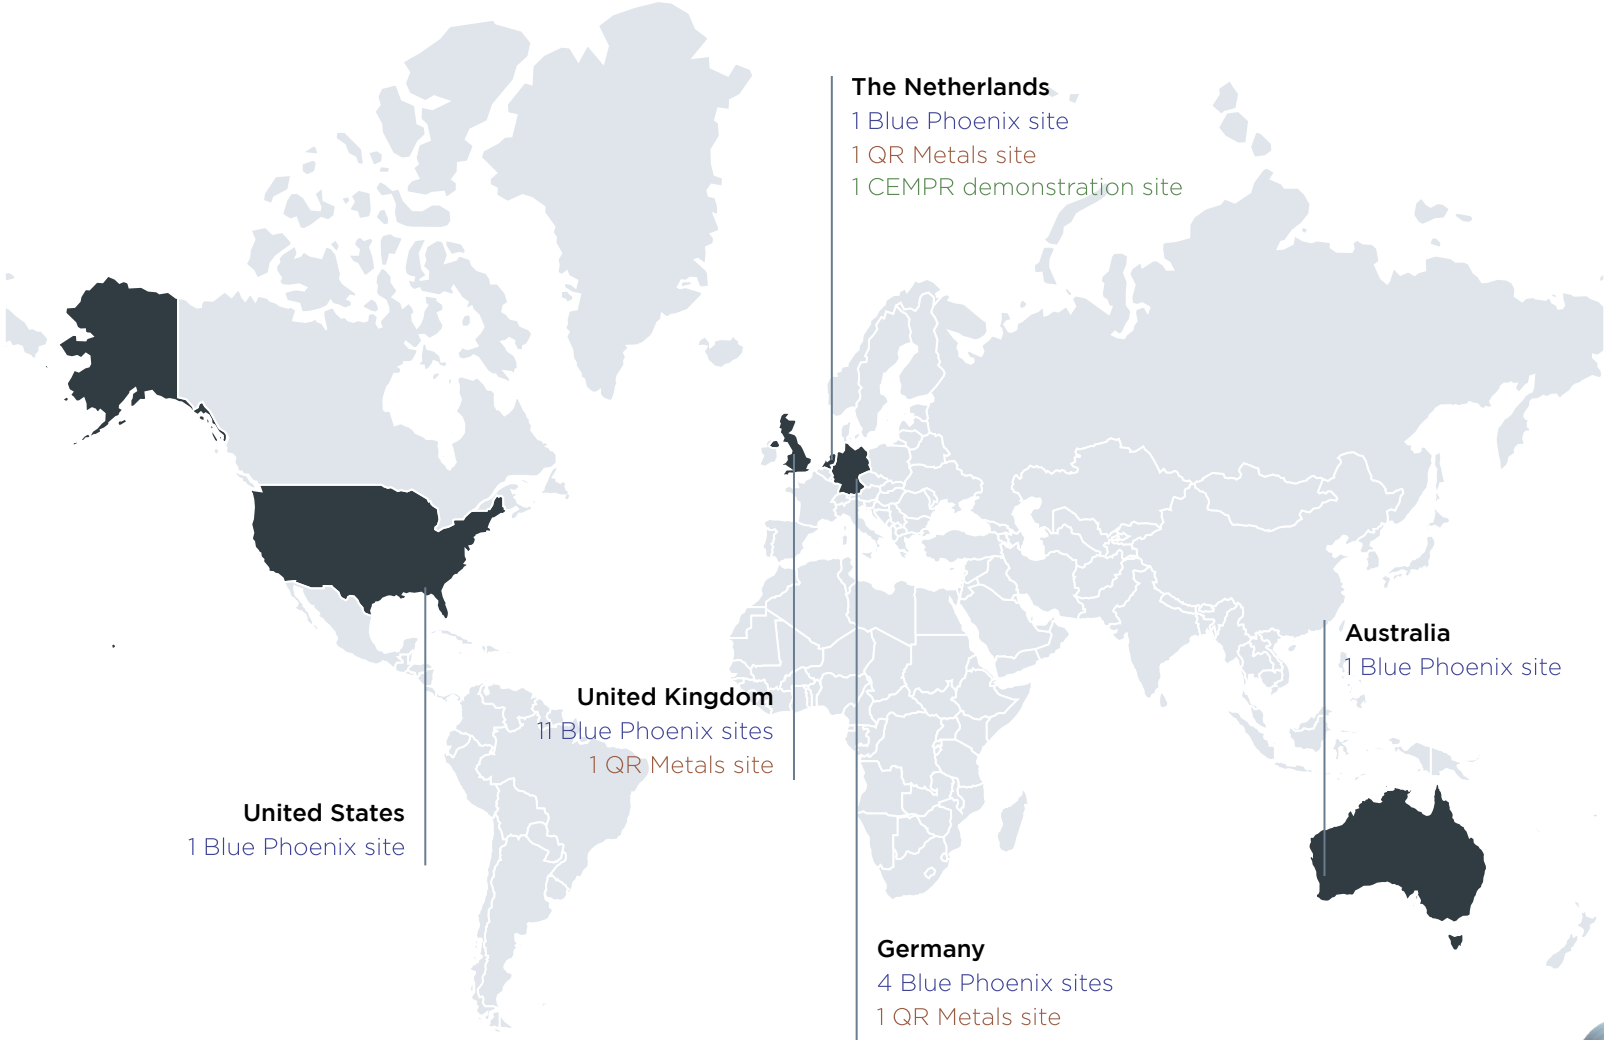 The Netherlands
1 Blue Phoenix site
1 QR Metals site
1 CEMPR demonstration site
Australia
1 Blue Phoenix site
United Kingdom
11 Blue Phoenix sites
1 QR Metals site
United States
1 Blue Phoenix site
Germany
4 Blue Phoenix sites
1 QR Metals site